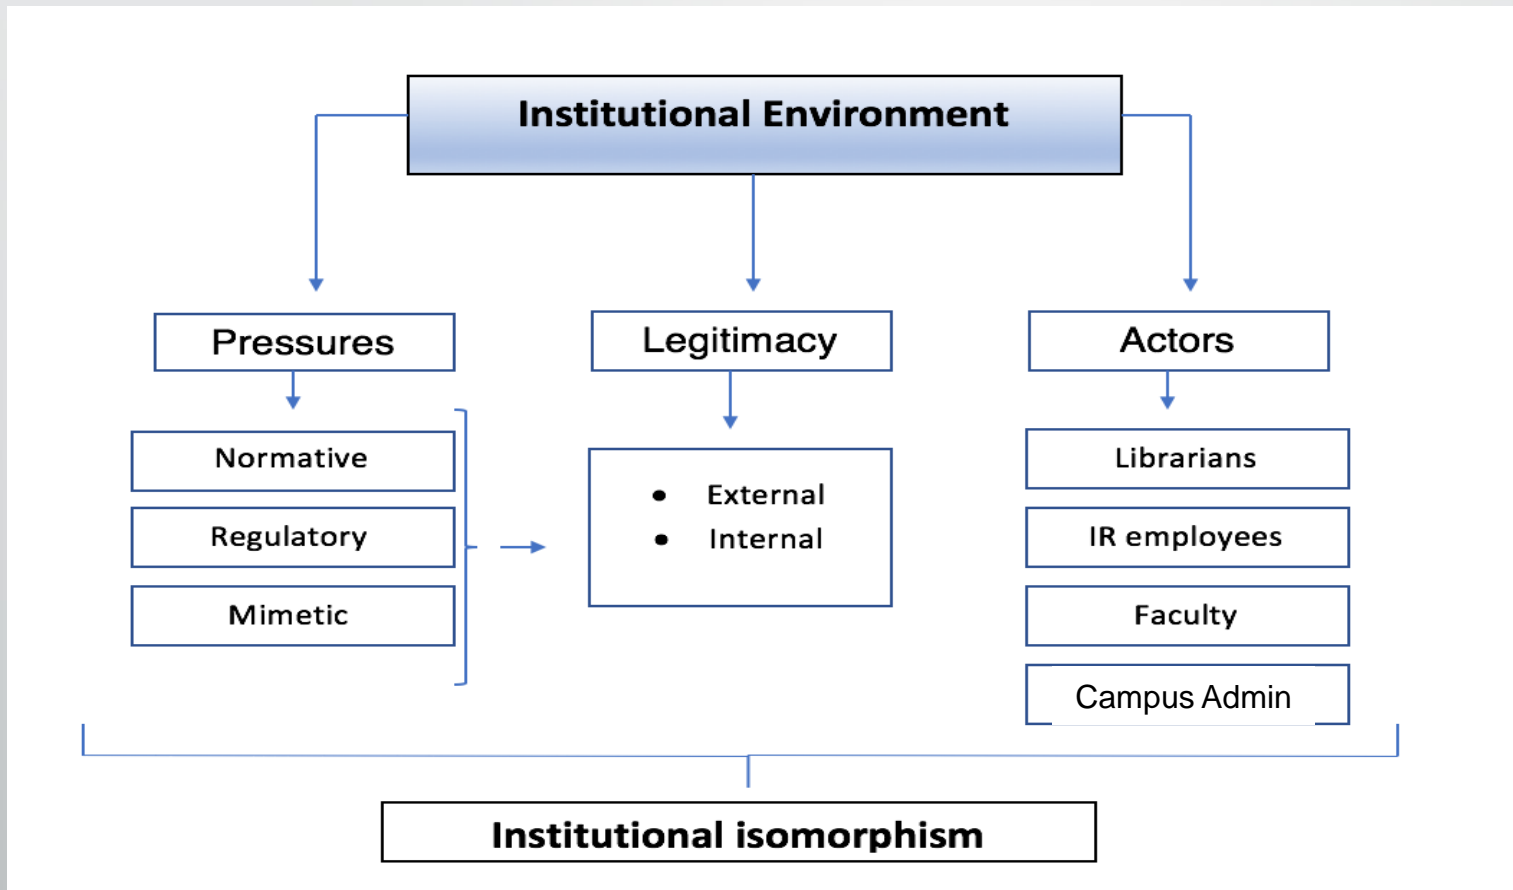 Institutional Environment
Pressures
Legitimacy
Actors
Normative
Regulatory
Mimetic
• External
• Internal
Librarians
IR employees
Faculty
Campus Admin
Institutional isomorphism